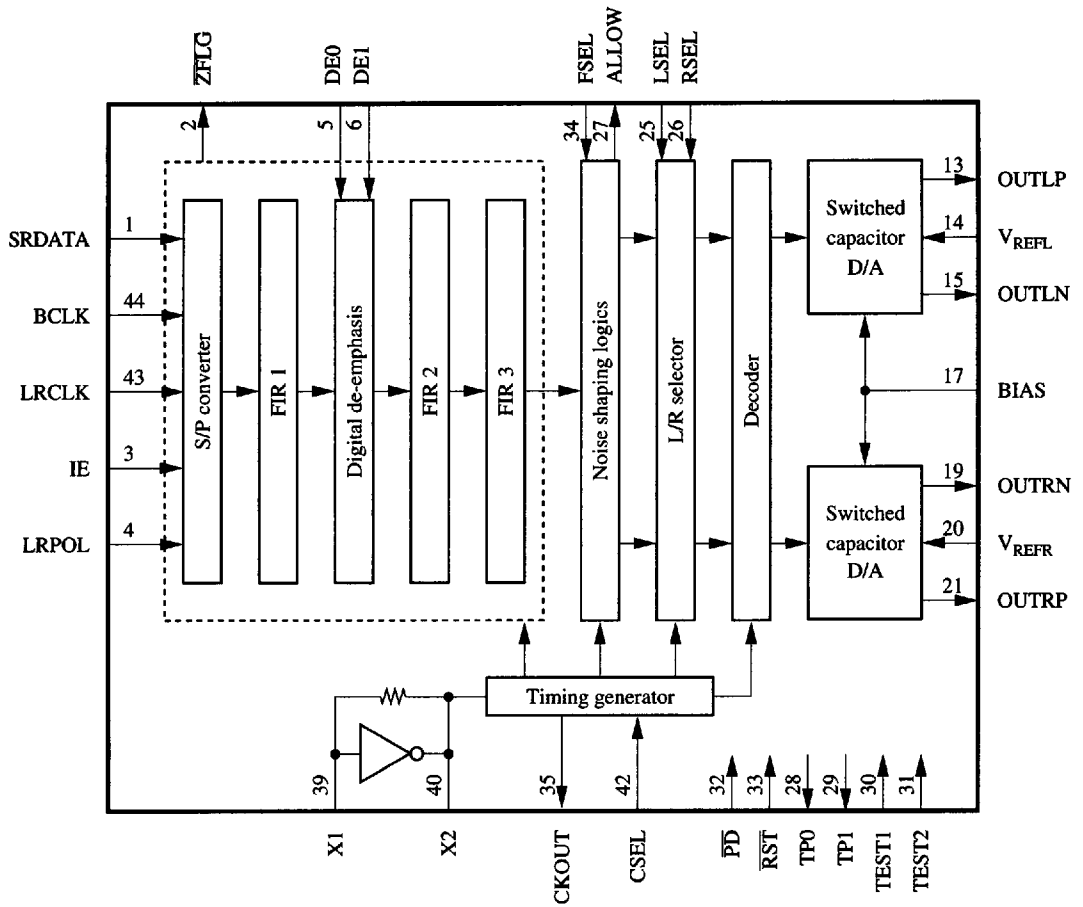 ZFLG
DE0
DE1
FSEL
ALLOW
LSEL
RSEL
2
5
6
34
27
25
26
SRDATA
1
BCLK
44
LRCLK
43
IE
3
LRPOL
4
S/P converter
FIR 1
Digital de-emphasis
FIR 2
FIR 3
Noise shaping logics
L/R selector
Decoder
Switched
capacitor
D/A
13
OUTLP
14
VREFL
15
OUTLN
17
BIAS
Switched
capacitor
D/A
19
OUTRN
20
VREFR
21
OUTRP
Timing generator
39
40
35
42
32
33
28
29
30
31
X1
X2
CKOUT
CSEL
PD
RST
TP0
TP1
TEST1
TEST2